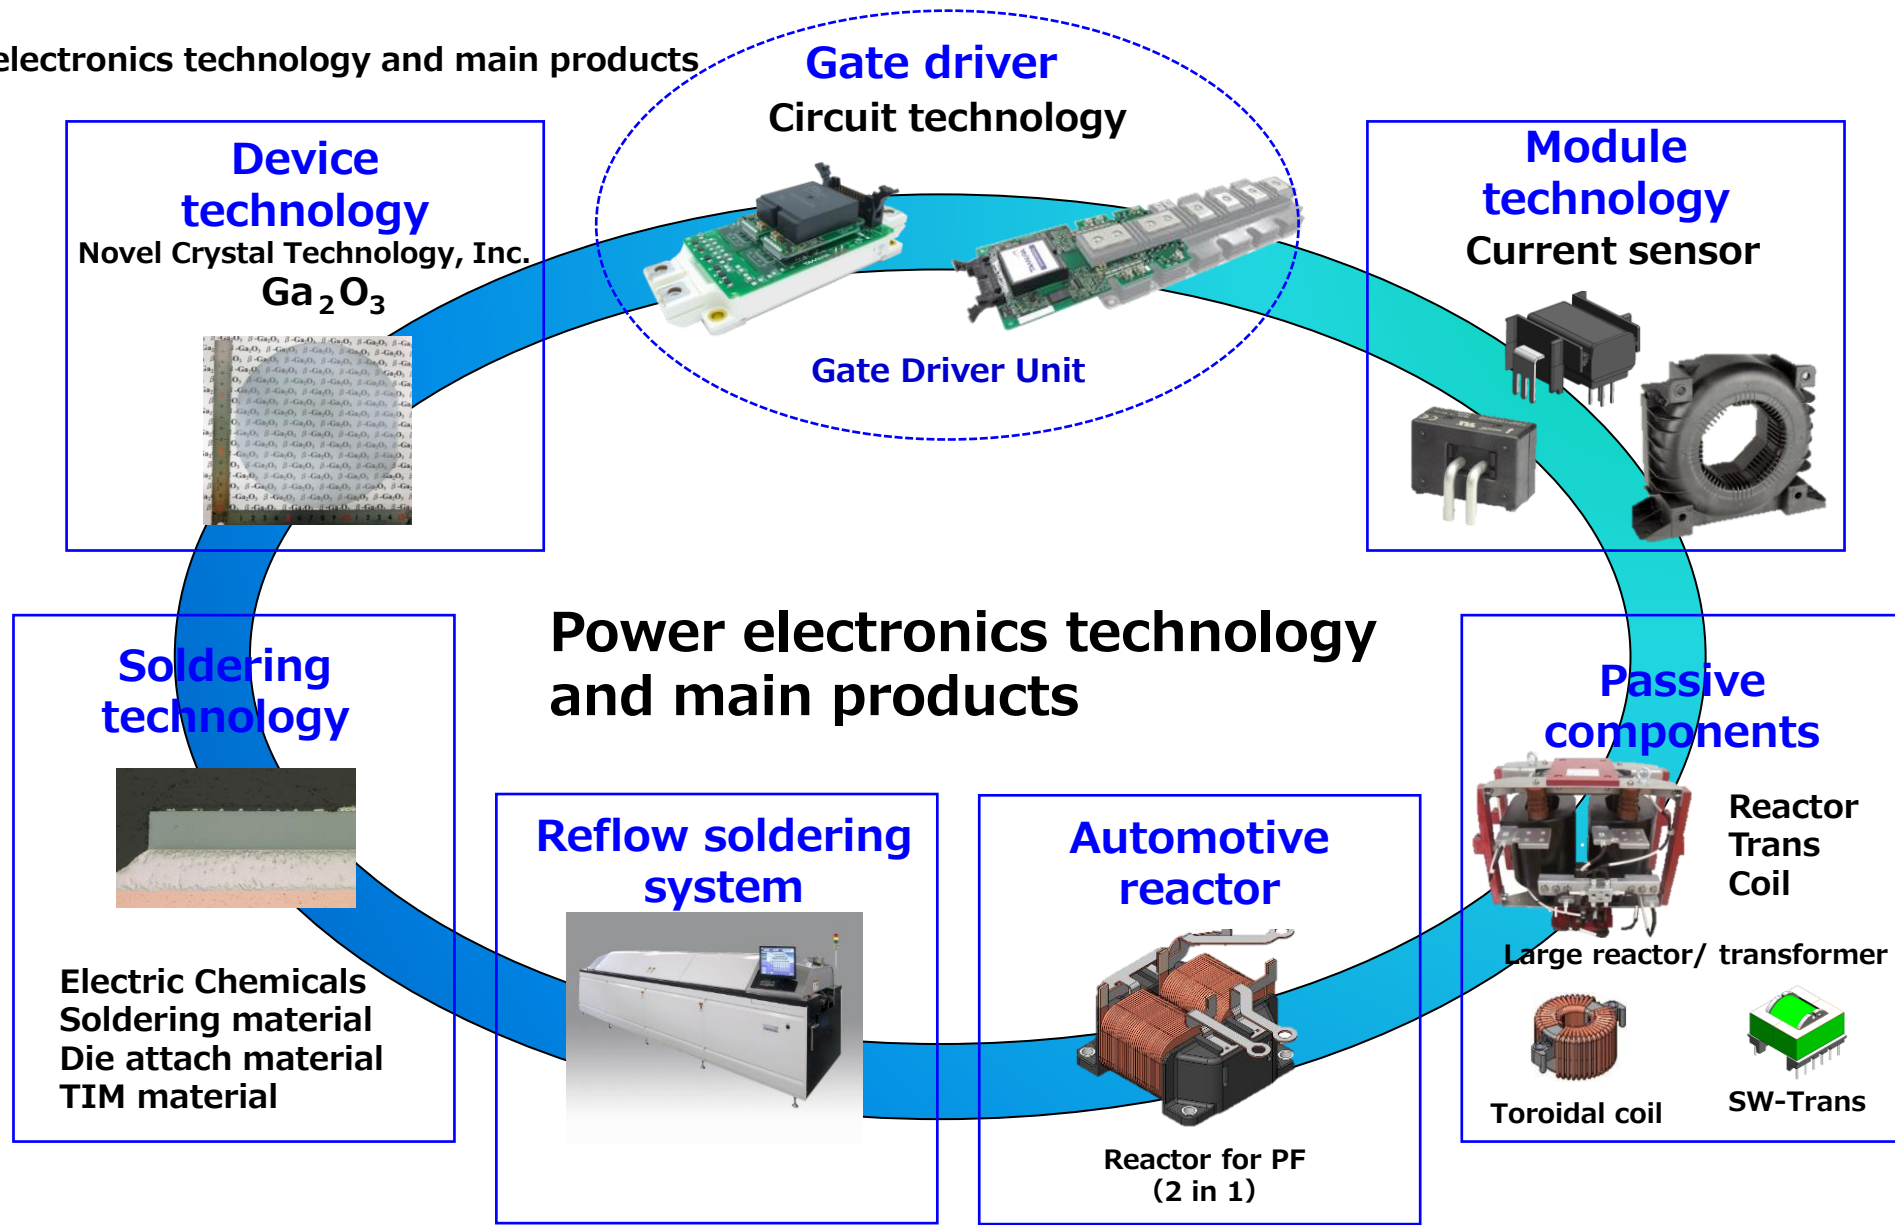 electronics technology and main products
Gate driver
Circuit technology
Gate Driver Unit
Device
technology
Novel Crystal Technology, Inc.
Ga₂O₃
Module
technology
Current sensor
Power electronics technology
and main products
Soldering
technology
Electric Chemicals
Soldering material
Die attach material
TIM material
Reflow soldering
system
Automotive
reactor
Reactor for PF
(2 in 1)
Passive
components
Reactor
Trans
Coil
Large reactor/ transformer
Toroidal coil
SW-Trans